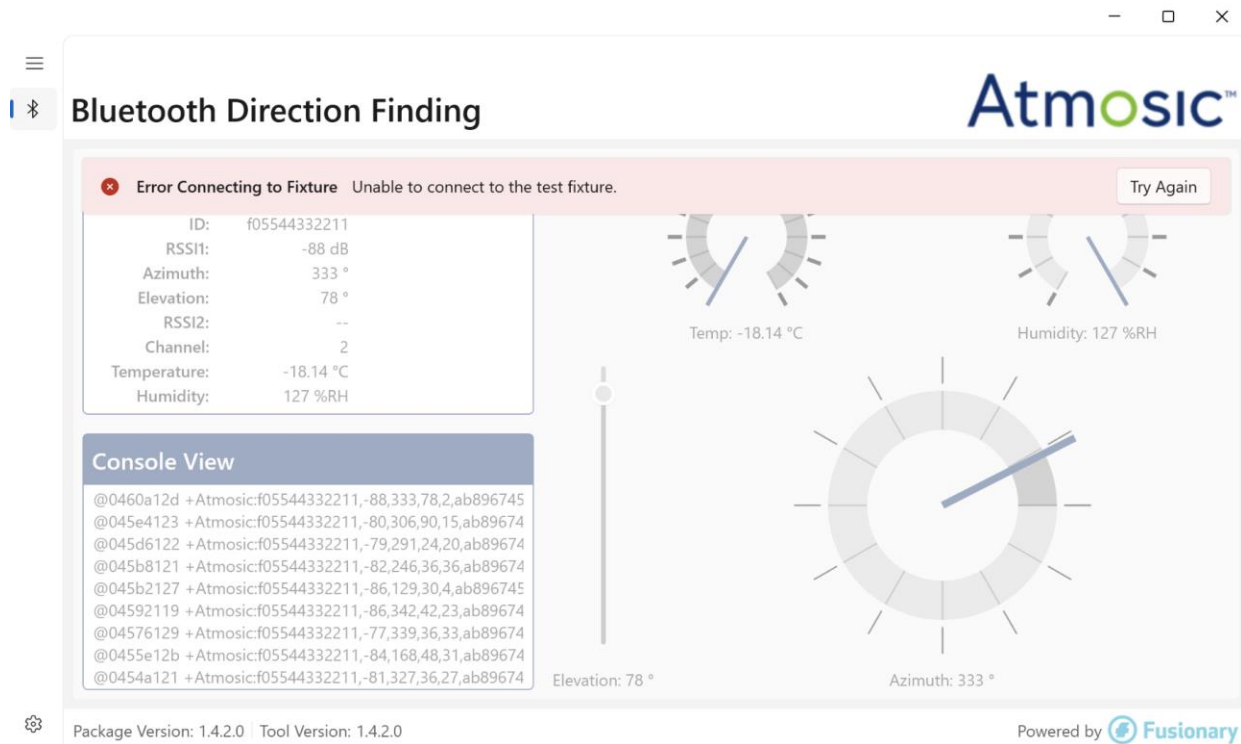 Bluetooth Direction Finding
Atmosic™
Error Connecting to Fixture Unable to connect to the test fixture.
Try Again
ID: f05544332211
RSSI1: -88 dB
Azimuth: 333 °
Elevation: 78 °
RSSI2: --
Channel: 2
Temperature: -18.14 °C
Humidity: 127 %RH
Temp: -18.14 °C
Humidity: 127 %RH
Console View
@0460a12d +Atmosic:f05544332211,-88,333,78,2,ab896745
@045e4123 +Atmosic:f05544332211,-80,306,90,15,ab89674
@045d6122 +Atmosic:f05544332211,-79,291,24,20,ab89674
@045b8121 +Atmosic:f05544332211,-82,246,36,36,ab89674
@045b2127 +Atmosic:f05544332211,-86,129,30,4,ab896745
@04592119 +Atmosic:f05544332211,-86,342,42,23,ab89674
@04576129 +Atmosic:f05544332211,-77,339,36,33,ab89674
@0455e12b +Atmosic:f05544332211,-84,168,48,31,ab89674
@0454a121 +Atmosic:f05544332211,-81,327,36,27,ab89674
Elevation: 78 °
Azimuth: 333 °
Package Version: 1.4.2.0 Tool Version: 1.4.2.0
Powered by Fusionary